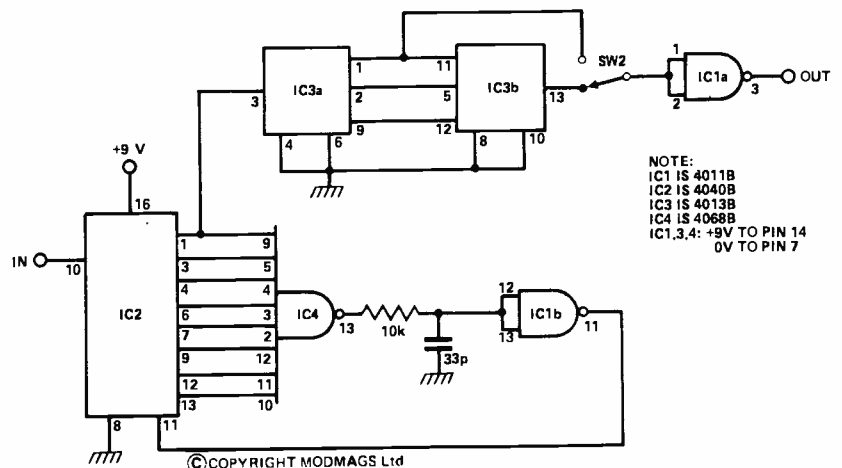 1
11
SW2
1
IC1a
3
OUT
2
3
IC3a
2
5
IC3b
13
9
12
4
6
8
10
+9 V
16
NOTE:
IC1 IS 4011B
IC2 IS 4040B
IC3 IS 4013B
IC4 IS 4068B
IC1,3,4: +9V TO PIN 14
0V TO PIN 7
IN
10
IC2
1
9
3
5
4
4
6
3
7
2
9
12
12
11
13
10
IC4
13
10k
33p
12
13
IC1b
11
8
11
©COPYRIGHT MODMAGS Ltd